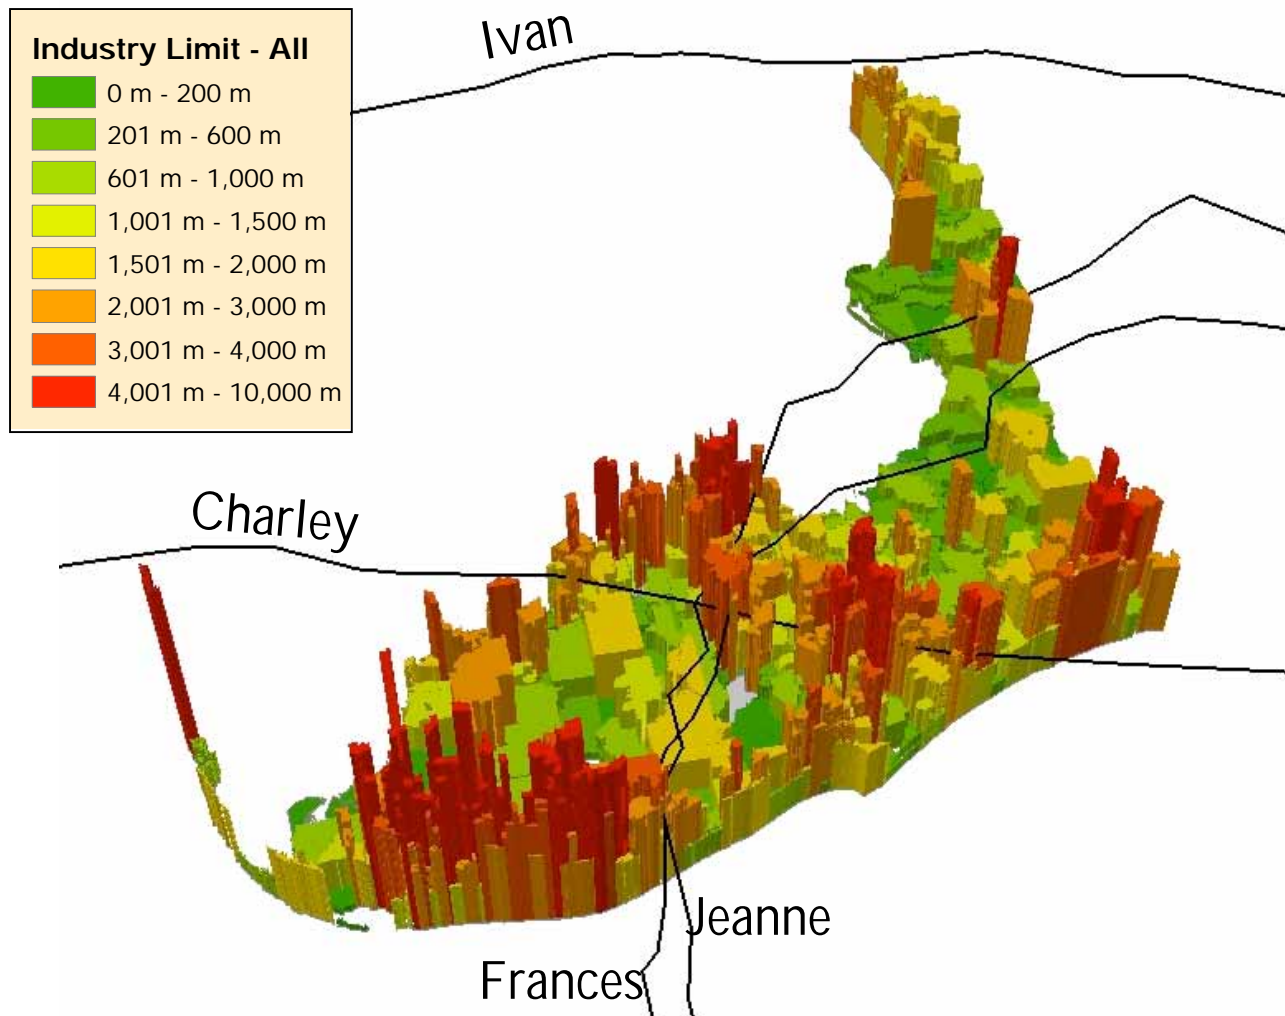 Industry Limit - All
0 m - 200 m
201 m - 600 m
601 m - 1,000 m
1,001 m - 1,500 m
1,501 m - 2,000 m
2,001 m - 3,000 m
3,001 m - 4,000 m
4,001 m - 10,000 m
Ivan
Charley
Jeanne
Frances